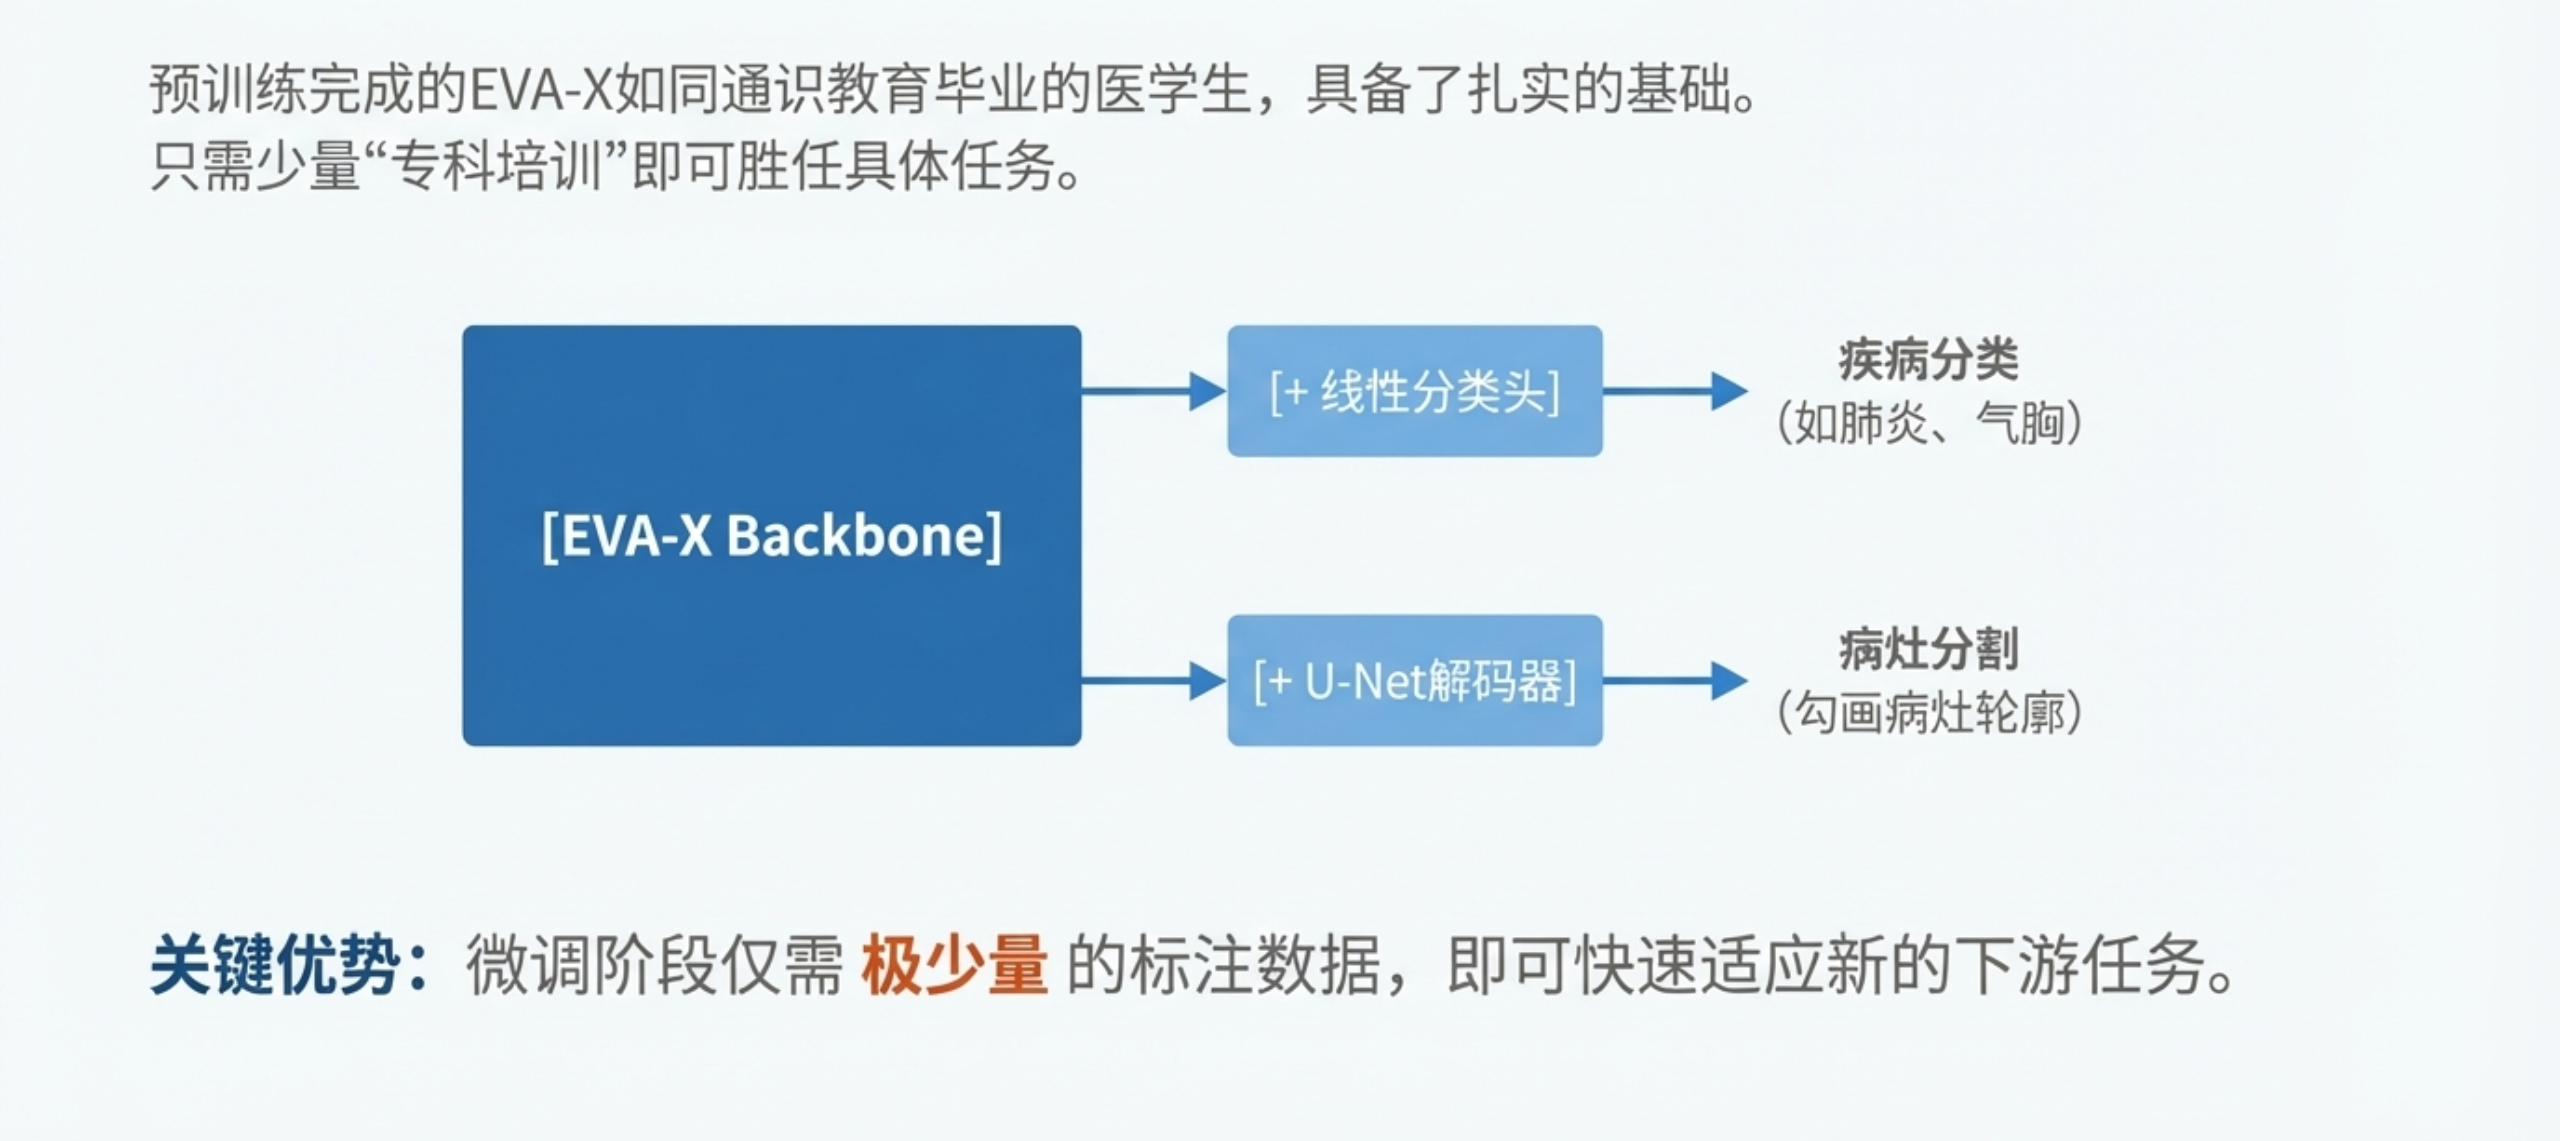 预训练完成的EVA-X如同通识教育毕业的医学生，具备了扎实的基础。
只需少量“专科培训”即可胜任具体任务。
[EVA-X Backbone]
[+ 线性分类头]
疾病分类
（如肺炎、气胸）
[+ U-Net解码器]
病灶分割
（勾画病灶轮廓）
关键优势：微调阶段仅需 极少量 的标注数据，即可快速适应新的下游任务。